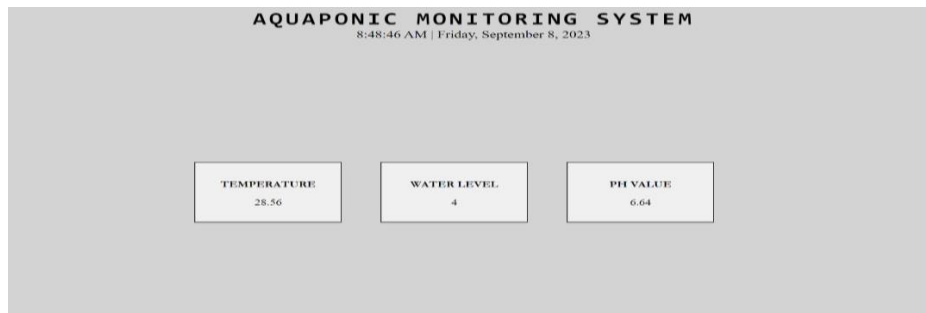 AQUAPONIC MONITORING SYSTEM
8:48:46 AM | Friday, September 8, 2023
TEMPERATURE
28.56
WATER LEVEL
4
PH VALUE
6.64